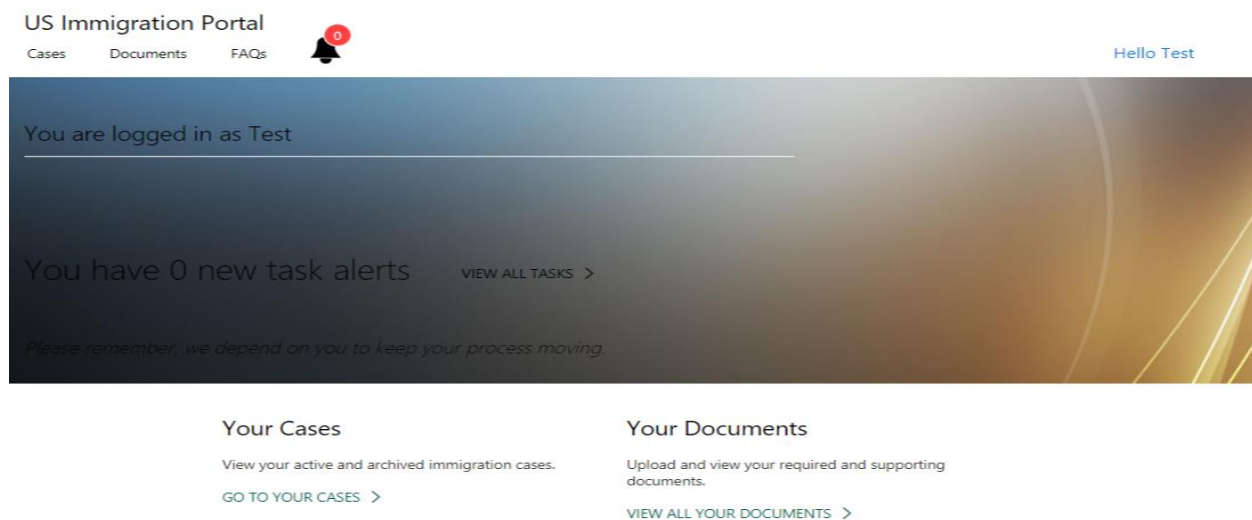 US Immigration Portal
Cases Documents FAQs 0
Hello Test
You are logged in as Test
You have 0 new task alerts VIEW ALL TASKS >
Please remember, we depend on you to keep your process moving.
Your Cases
View your active and archived immigration cases.
GO TO YOUR CASES >
Your Documents
Upload and view your required and supporting
documents.
VIEW ALL YOUR DOCUMENTS >